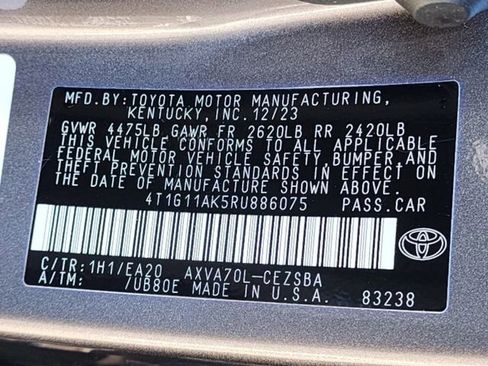 MFD.BY:TOYOTA MOTOR MANUFACTURING,
KENTUCKY, INC.12/23
GVWR 4475LB GAWR FR 2620LB RR 2420LB
THIS VEHICLE CONFORMS TO ALL APPLICABLE
FEDERAL MOTOR VEHICLE SAFETY,BUMPER,AND
THEFT PREVENTION STANDARDS IN EFFECT ON
THE DATE OF MANUFACTURE SHOWN ABOVE.
4T1G11AK5RU886075 PASS.CAR
C/TR:1H1/EA20 AXVA70L-CEZSBA
A/TM: 7UB80E MADE IN U.S.A. 83238